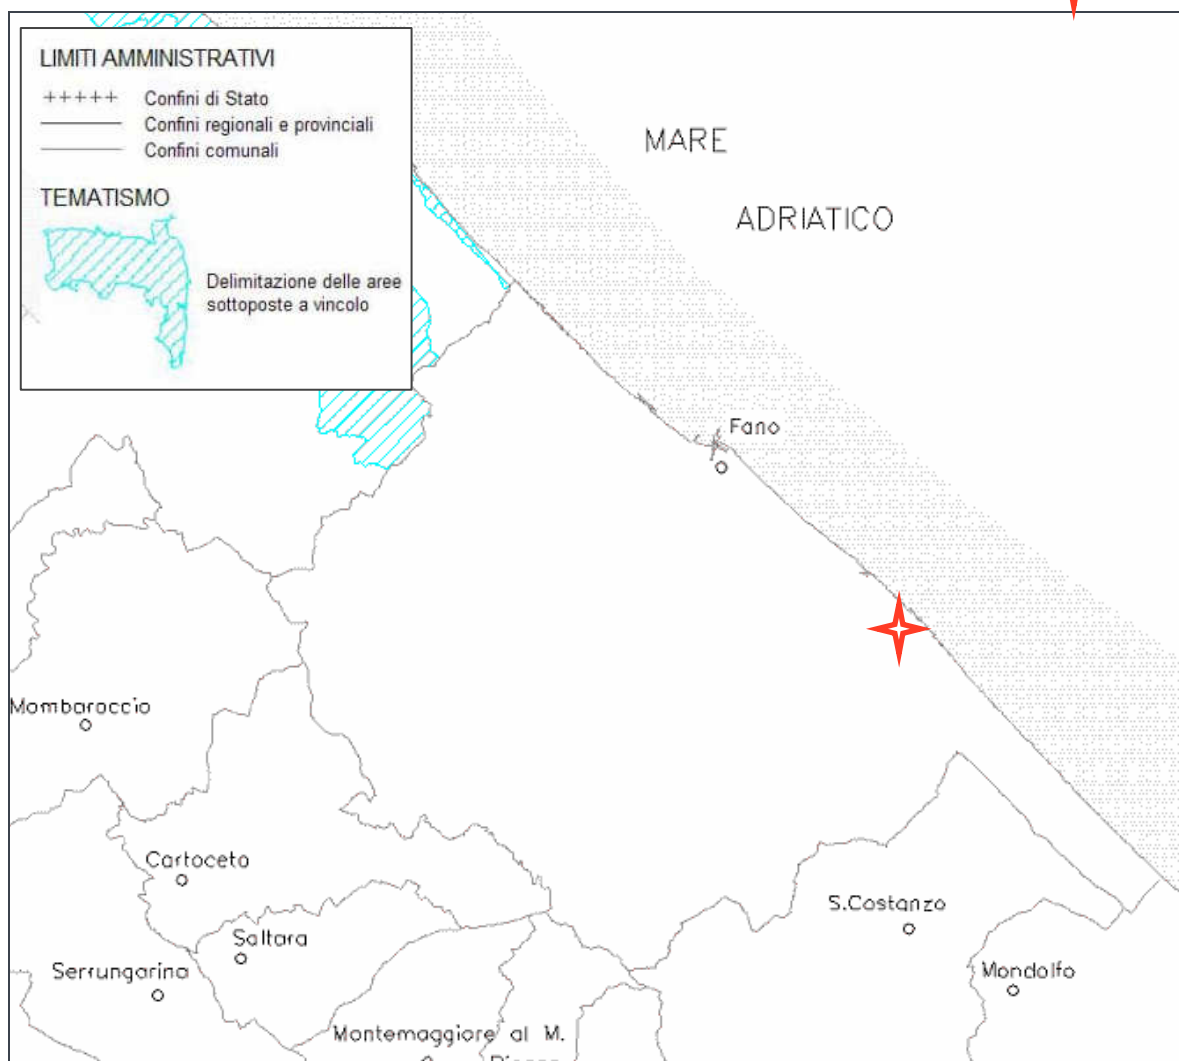 LIMITI AMMINISTRATIVI
+++++ Confini di Stato
Confini regionali e provinciali
Confini comunali
TEMATISMO
Delimitazione delle aree
sottoposte a vincolo
MARE
ADRIATICO
Fano
Mombaroccio
Cartoceto
Saltara
Serrungarina
S.Costanzo
Mondolfo
Montemaggiore al M.